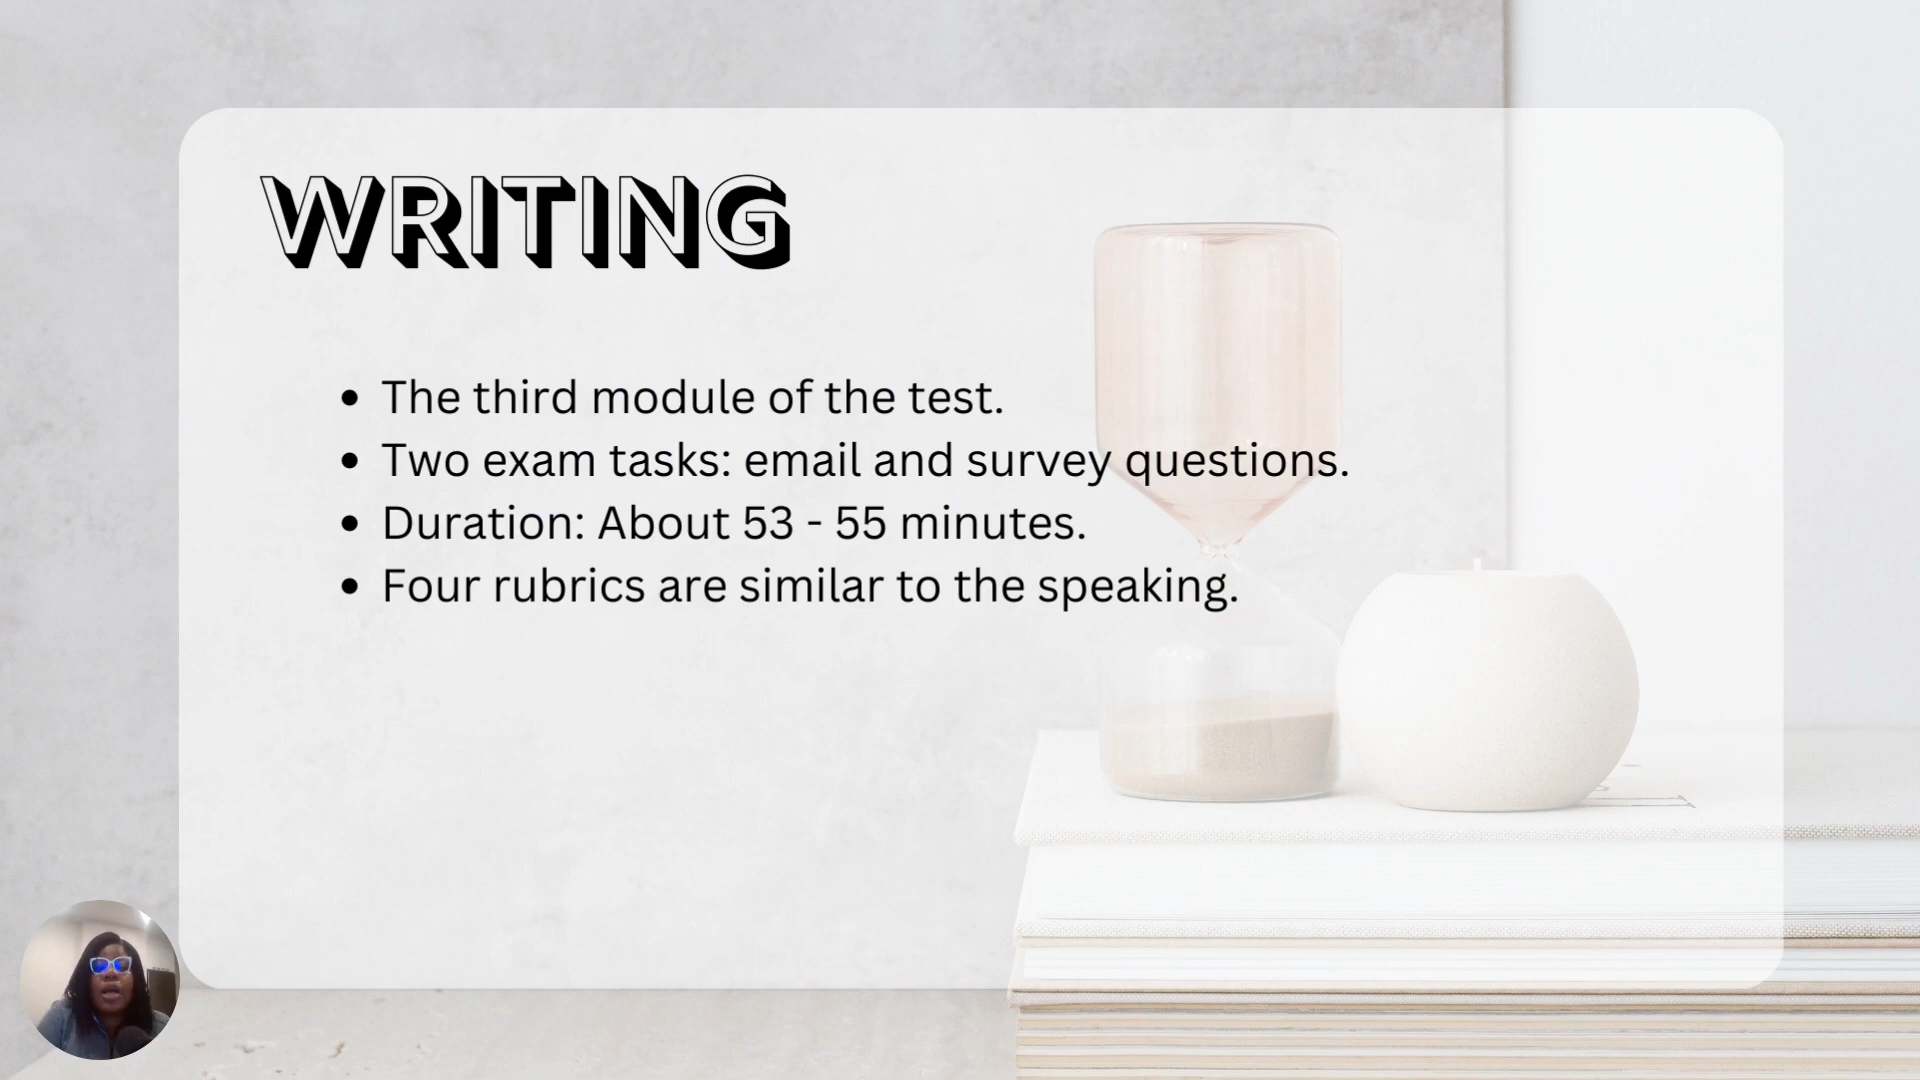 WRITING
• The third module of the test.
• Two exam tasks: email and survey questions.
• Duration: About 53 - 55 minutes.
• Four rubrics are similar to the speaking.